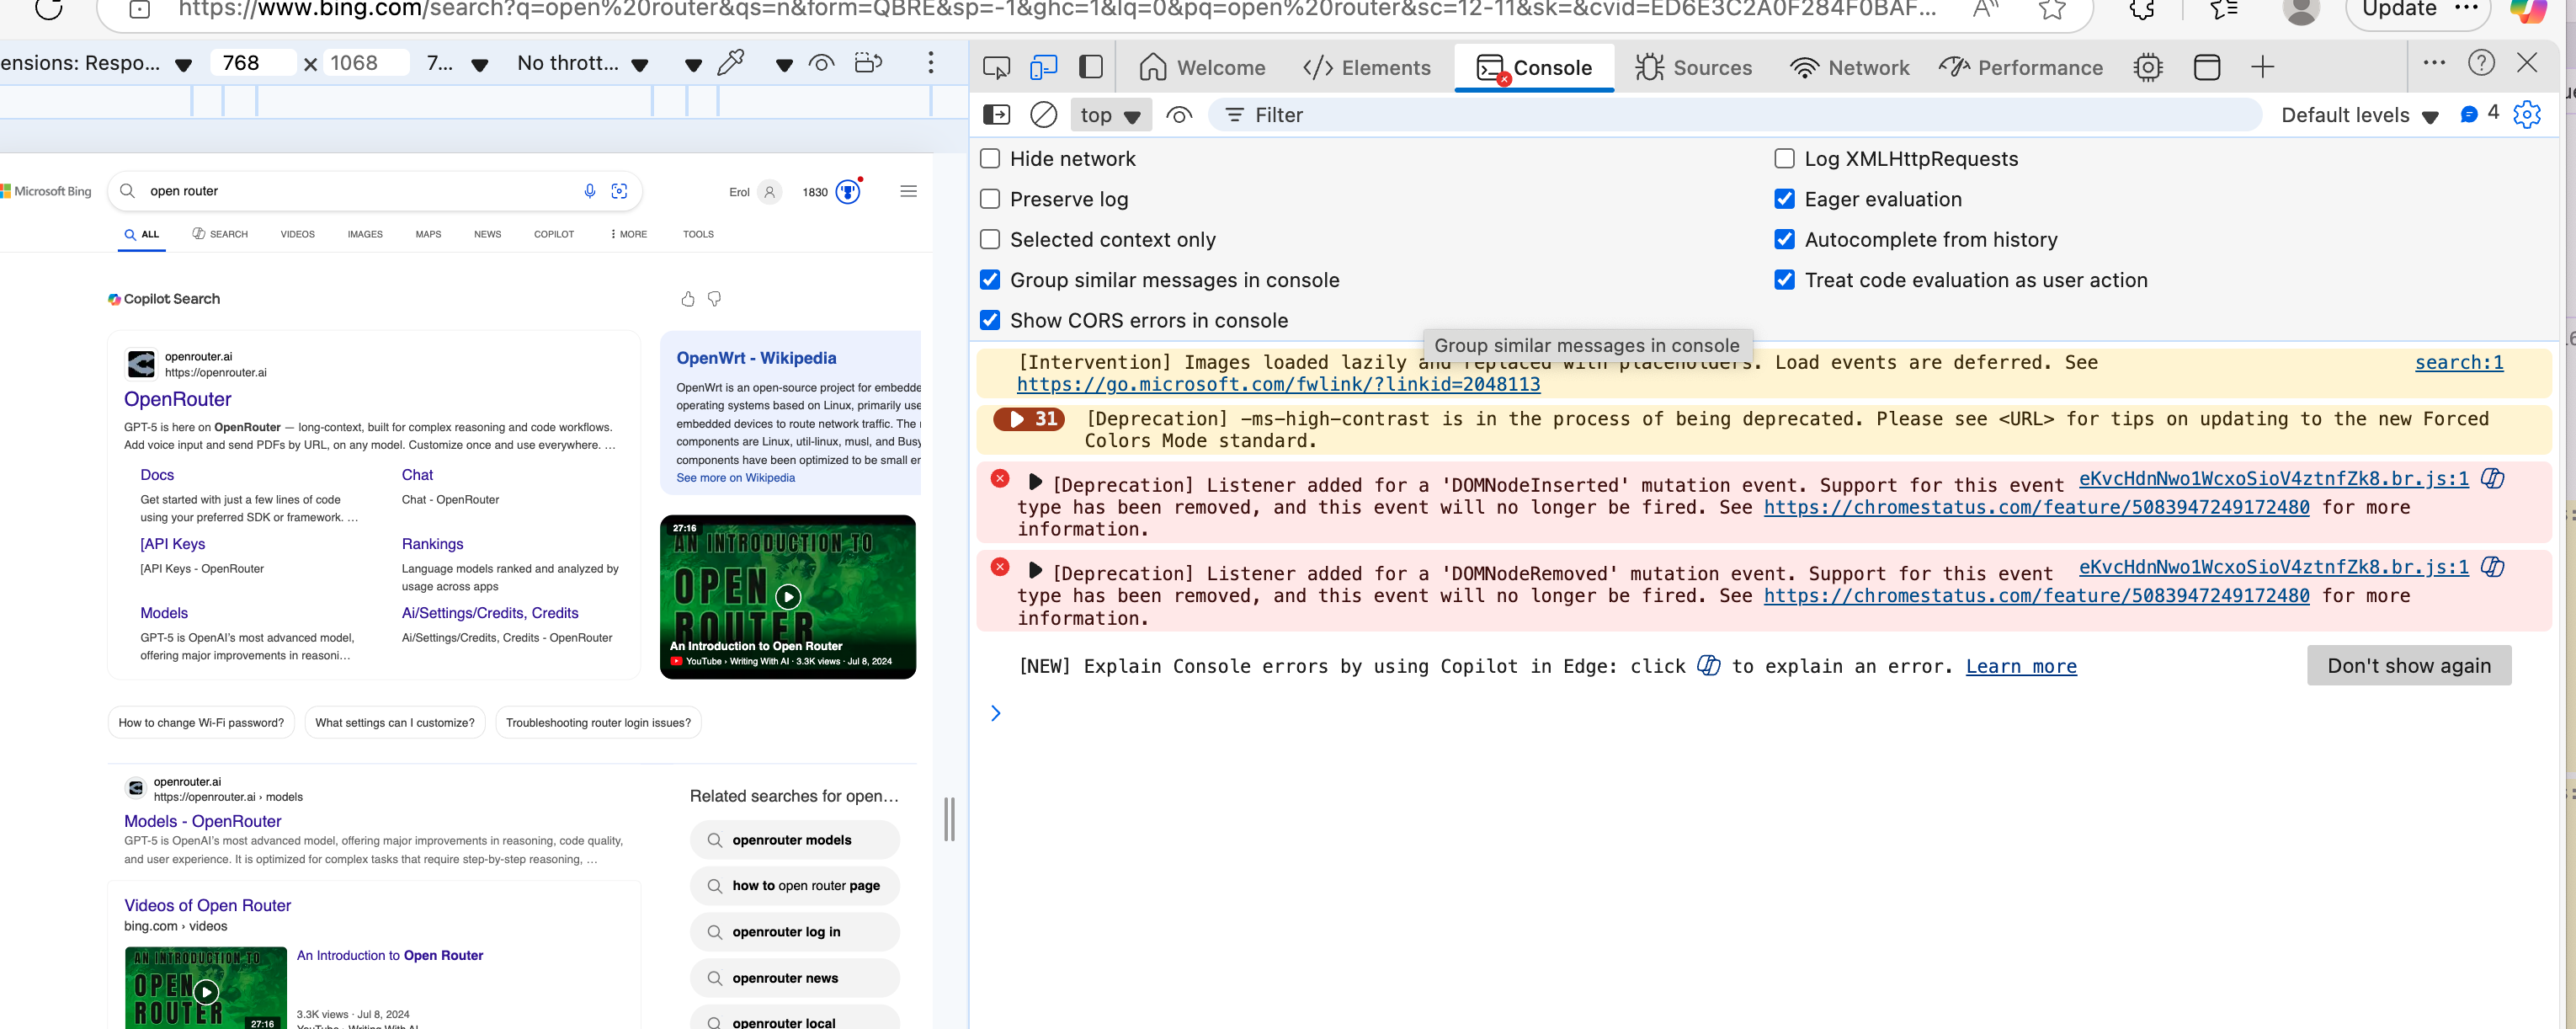 https://www.bing.com/search?q=open%20router&qs=n&form=QBRE&sp=-1&ghc=1&lq=0&pq=open%20router&sc=12-11&sk=&cvid=ED6E3C2A0F284F0BAF...
Update
ensions: Respo...
768
×
1068
7...
No thrott...
Welcome
Elements
Console
Sources
Network
Performance
top
Filter
Default levels
4
Hide network
Log XMLHttpRequests
Preserve log
Eager evaluation
Selected context only
Autocomplete from history
Group similar messages in console
Treat code evaluation as user action
Show CORS errors in console
Group similar messages in console
[Intervention] Images loaded lazily and replaced with placeholders. Load events are deferred. See
https://go.microsoft.com/fwlink/?linkid=2048113
search:1
31
[Deprecation] -ms-high-contrast is in the process of being deprecated. Please see <URL> for tips on updating to the new Forced
Colors Mode standard.
[Deprecation] Listener added for a 'DOMNodeInserted' mutation event. Support for this event
eKvcHdnNwo1WcxoSioV4ztnfZk8.br.js:1
type has been removed, and this event will no longer be fired. See https://chromestatus.com/feature/5083947249172480 for more
information.
[Deprecation] Listener added for a 'DOMNodeRemoved' mutation event. Support for this event
eKvcHdnNwo1WcxoSioV4ztnfZk8.br.js:1
type has been removed, and this event will no longer be fired. See https://chromestatus.com/feature/5083947249172480 for more
information.
[NEW] Explain Console errors by using Copilot in Edge: click to explain an error. Learn more
Don't show again
Microsoft Bing
open router
Erol
1830
ALL
SEARCH
VIDEOS
IMAGES
MAPS
NEWS
COPILOT
MORE
TOOLS
Copilot Search
openrouter.ai
https://openrouter.ai
OpenRouter
GPT-5 is here on OpenRouter — long-context, built for complex reasoning and code workflows.
Add voice input and send PDFs by URL, on any model. Customize once and use everywhere. ...
Docs
Get started with just a few lines of code
using your preferred SDK or framework. ...
Chat
Chat - OpenRouter
[API Keys
[API Keys - OpenRouter
Rankings
Language models ranked and analyzed by
usage across apps
Models
GPT-5 is OpenAI's most advanced model,
offering major improvements in reasoni...
Ai/Settings/Credits, Credits
Ai/Settings/Credits, Credits - OpenRouter
OpenWrt - Wikipedia
OpenWrt is an open-source project for embedde
operating systems based on Linux, primarily use
embedded devices to route network traffic. The
components are Linux, util-linux, musl, and Busy
components have been optimized to be small er
See more on Wikipedia
27:16
AN INTRODUCTION TO
OPEN
ROUTER
An Introduction to Open Router
YouTube › Writing With AI · 3.3K views · Jul 8, 2024
How to change Wi-Fi password?
What settings can I customize?
Troubleshooting router login issues?
openrouter.ai
https://openrouter.ai › models
Models - OpenRouter
GPT-5 is OpenAI's most advanced model, offering major improvements in reasoning, code quality,
and user experience. It is optimized for complex tasks that require step-by-step reasoning, ...
Videos of Open Router
bing.com › videos
AN INTRODUCTION TO
OPEN
ROUTER
27:16
An Introduction to Open Router
3.3K views · Jul 8, 2024
YouTube › Writing With AI
Related searches for open...
openrouter models
how to open router page
openrouter log in
openrouter news
openrouter local